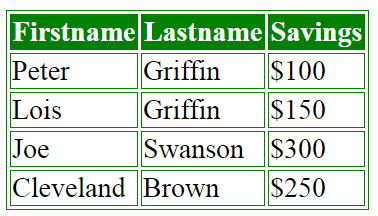 Firstname Lastname Savings
Peter Griffin $100
Lois Griffin $150
Joe Swanson $300
Cleveland Brown $250